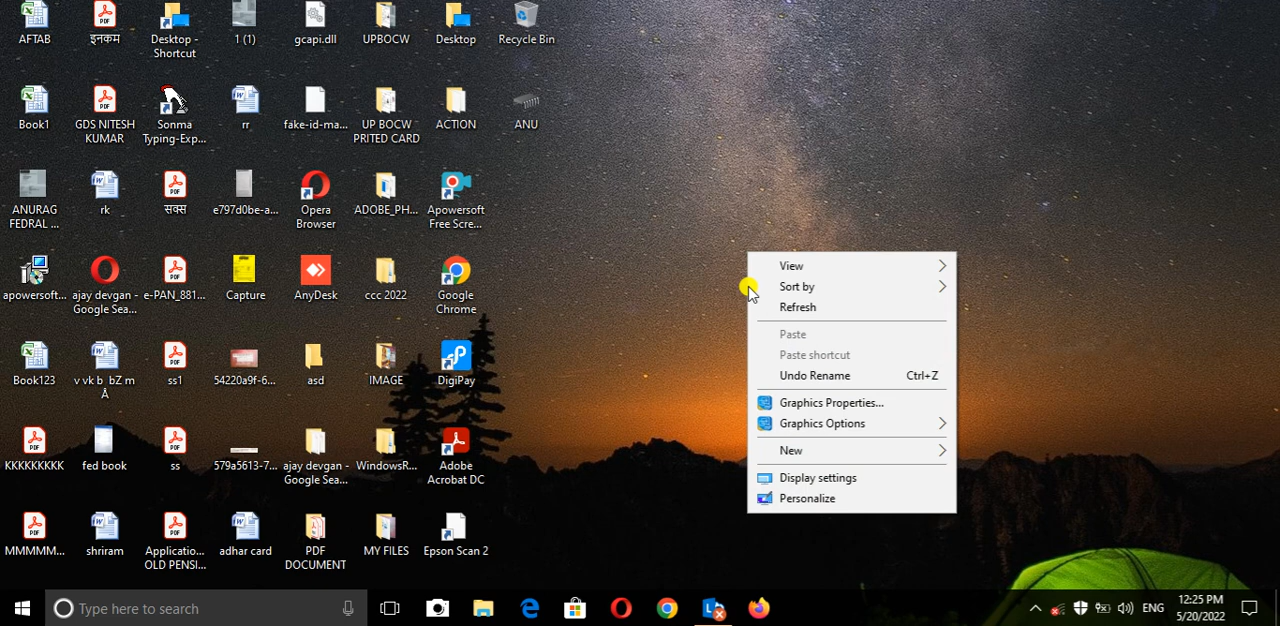 AFTAB
इनकम
Desktop -
Shortcut
1 (1)
gcapi.dll
UPBOCW
Desktop
Recycle Bin
Book1
GDS NITESH
KUMAR
Sonma
Typing-Exp...
rr
fake-id-ma...
UP BOCW
PRITED CARD
ACTION
ANU
ANURAG
FEDRAL ...
rk
सक्स
e797d0be-a...
Opera
Browser
ADOBE_PH...
Apowersoft
Free Scre...
apowersoft...
ajay devgan -
Google Sea...
e-PAN_881...
Capture
AnyDesk
ccc 2022
Google
Chrome
Book123
v vk b bZ m
Å
ss1
54220a9f-6...
asd
IMAGE
DigiPay
KKKKKKKKK
fed book
ss
579a5613-7...
ajay devgan -
Google Sea...
WindowsR...
Adobe
Acrobat DC
MMMMM...
shriram
Applicatio...
OLD PENSI...
adhar card
PDF
DOCUMENT
MY FILES
Epson Scan 2
View
Sort by
Refresh
Paste
Paste shortcut
Undo Rename Ctrl+Z
Graphics Properties...
Graphics Options
New
Display settings
Personalize
Type here to search
ENG
12:25 PM
5/20/2022